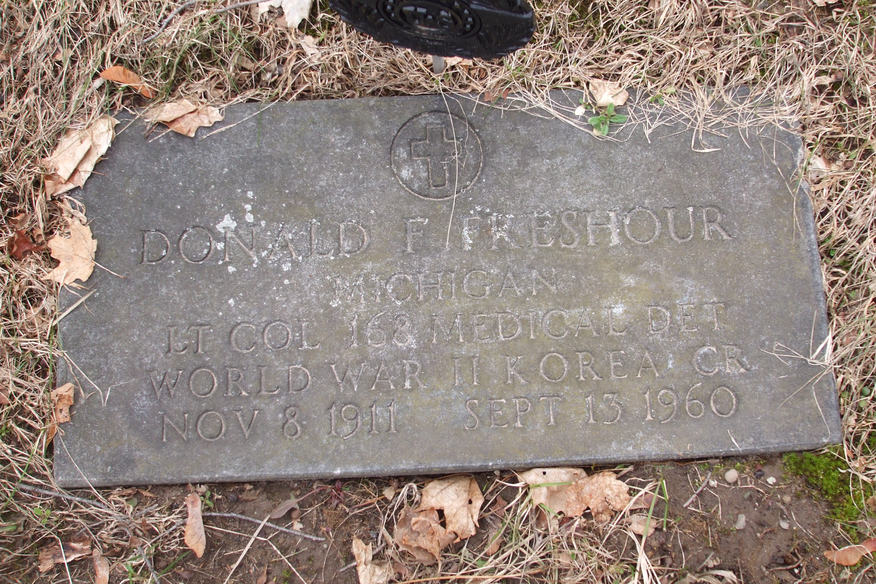 DONALD F FRESHOUR
MICHIGAN
LT COL 168 MEDICAL DET
WORLD WAR II KOREA CR
NOV 8 1911 SEPT 13 1960